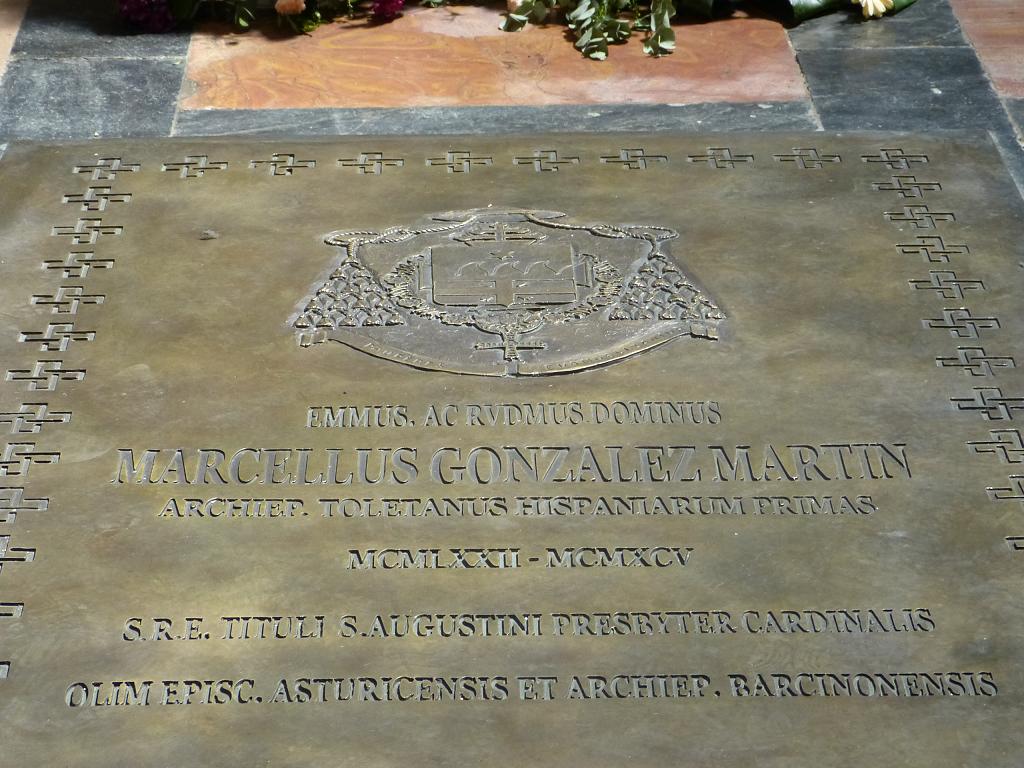 EMMUS. AC RVDMUS DOMINUS
MARCELLUS GONZALEZ MARTIN
ARCHIEP. TOLETANUS HISPANIARUM PRIMAS
MCMLXXII - MCMXCV
S.R.E. TITULI S.AUGUSTINI PRESBYTER CARDINALIS
OLIM EPISC. ASTURICENSIS ET ARCHIEP. BARCINONENSIS